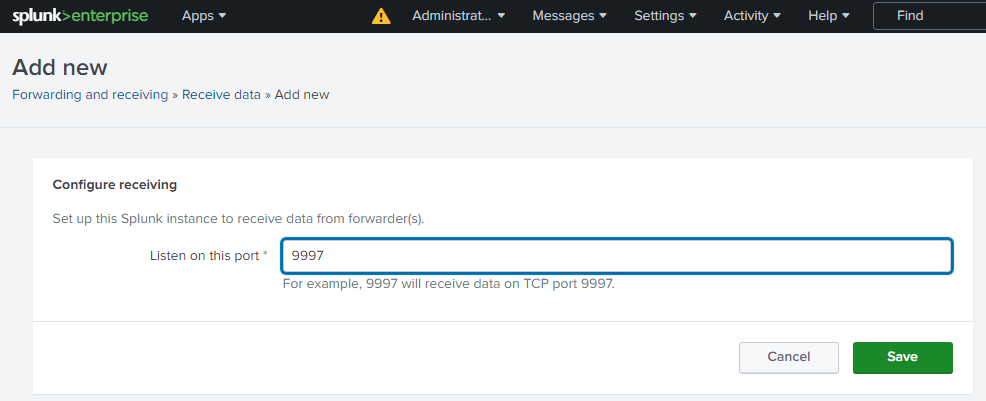 splunk>enterprise Apps Administrat... Messages Settings Activity Help Find
Add new
Forwarding and receiving » Receive data » Add new
Configure receiving
Set up this Splunk instance to receive data from forwarder(s).
Listen on this port * 9997
For example, 9997 will receive data on TCP port 9997.
Cancel Save